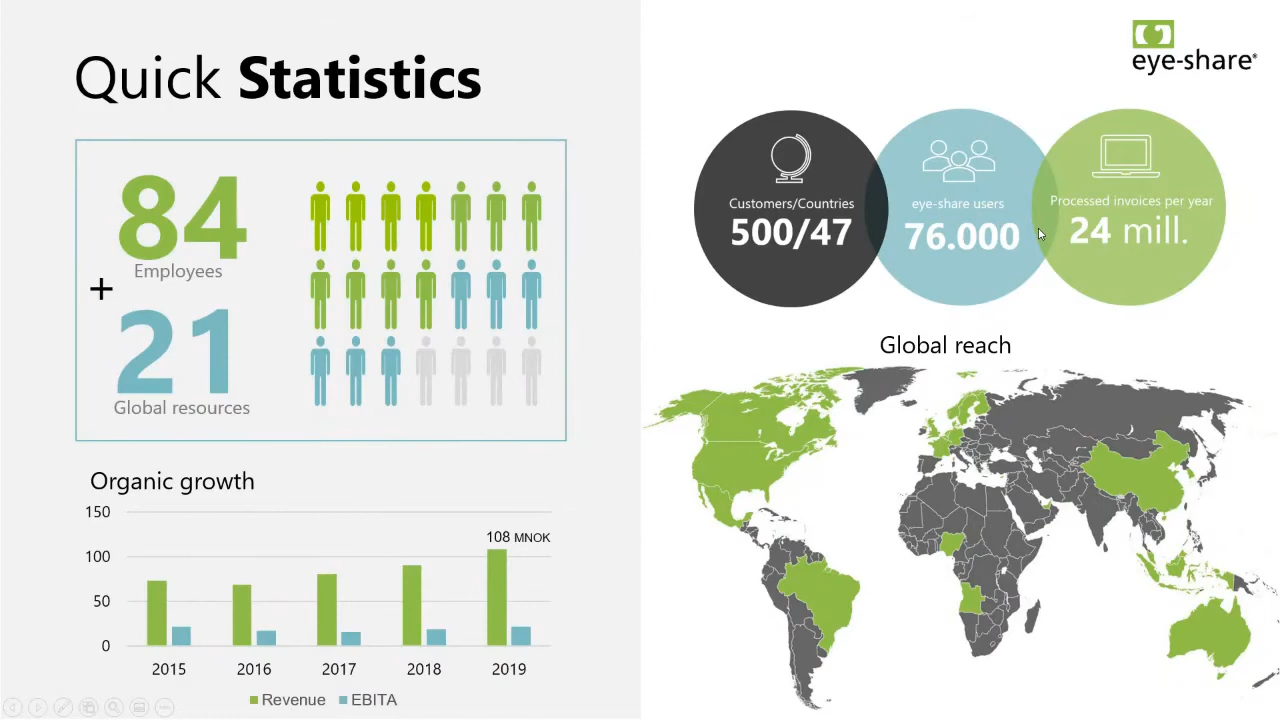 Quick Statistics
84
Employees
+
21
Global resources
Organic growth
150
100
50
0
108 MNOK
2015 2016 2017 2018 2019
Revenue EBITA
eye-share®
Customers/Countries
500/47
eye-share users
76.000
Processed invoices per year
24 mill.
Global reach